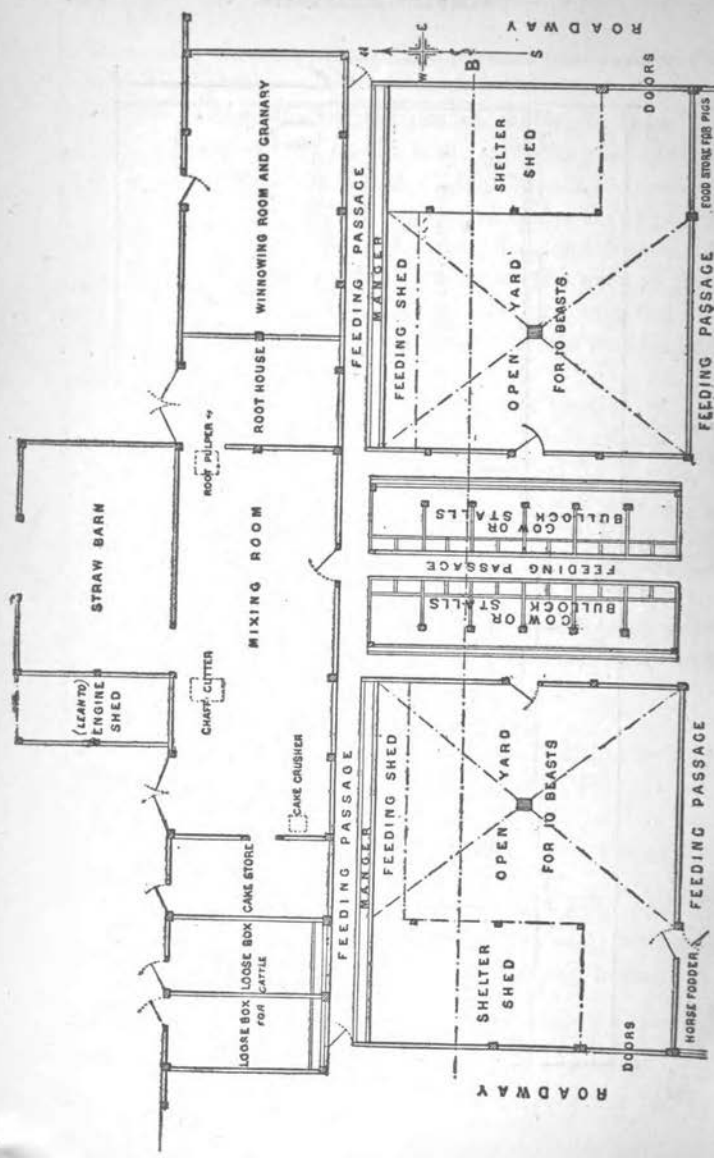 STRAW BARN
(LEAN TO)
ENGINE
SHED
LOORE BOX
LOOSE BOX
FOR
CATTLE
CAKE STORE
CHAFF CUTTER
ROOT PULPER
CAKE CRUSHER
MIXING ROOM
ROOT HOUSE
WINNOWING ROOM AND GRANARY
FEEDING PASSAGE
FEEDING PASSAGE
MANGER
MANGER
FEEDING SHED
FEEDING SHED
SHELTER
SHED
OPEN YARD
FOR 10 BEASTS
COW OR
BULLOCK
STALLS
FEEDING PASSAGE
COW OR
BULLOCK
STALLS
OPEN YARD
FOR 10 BEASTS
SHELTER
SHED
N
W
E
S
B
ROADWAY
ROADWAY
DOORS
DOORS
HORSE FODDER
FEEDING PASSAGE
FEEDING PASSAGE
FOOD STORE FOR PIGS